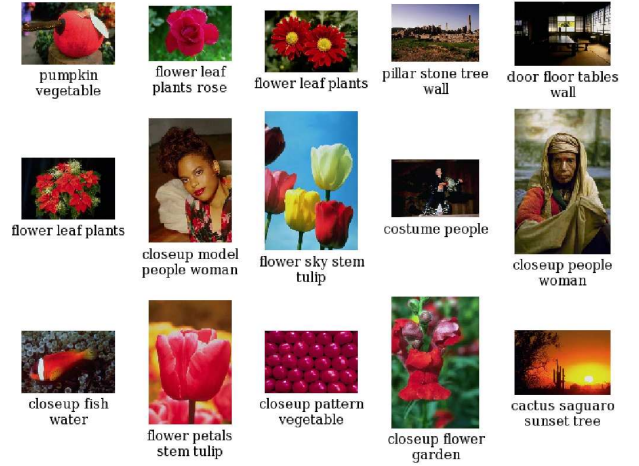 pumpkin
vegetable
flower leaf
plants rose
flower leaf plants
pillar stone tree
wall
door floor tables
wall
flower leaf plants
closeup model
people woman
flower sky stem
tulip
costume people
closeup people
woman
closeup fish
water
flower petals
stem tulip
closeup pattern
vegetable
closeup flower
garden
cactus saguaro
sunset tree